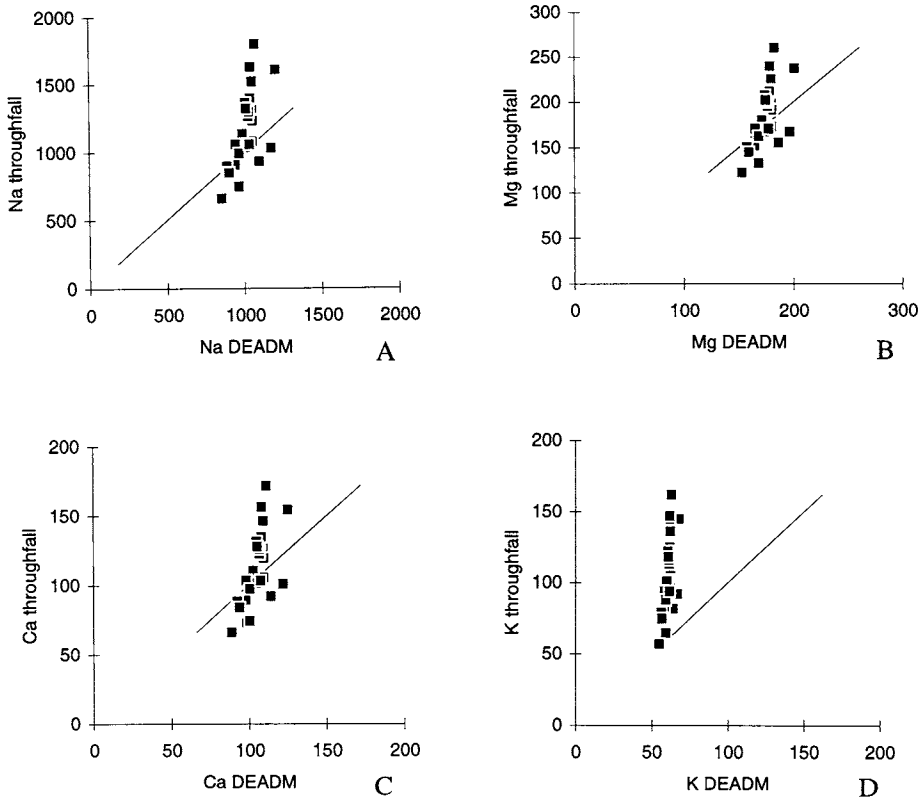 2000
1500
1000
500
0
Na throughfall
0 500 1000 1500 2000
Na DEADM
A
300
250
200
150
100
50
0
Mg throughfall
0 100 200 300
Mg DEADM
B
200
150
100
50
0
Ca throughfall
0 50 100 150 200
Ca DEADM
C
200
150
100
50
0
K throughfall
0 50 100 150 200
K DEADM
D